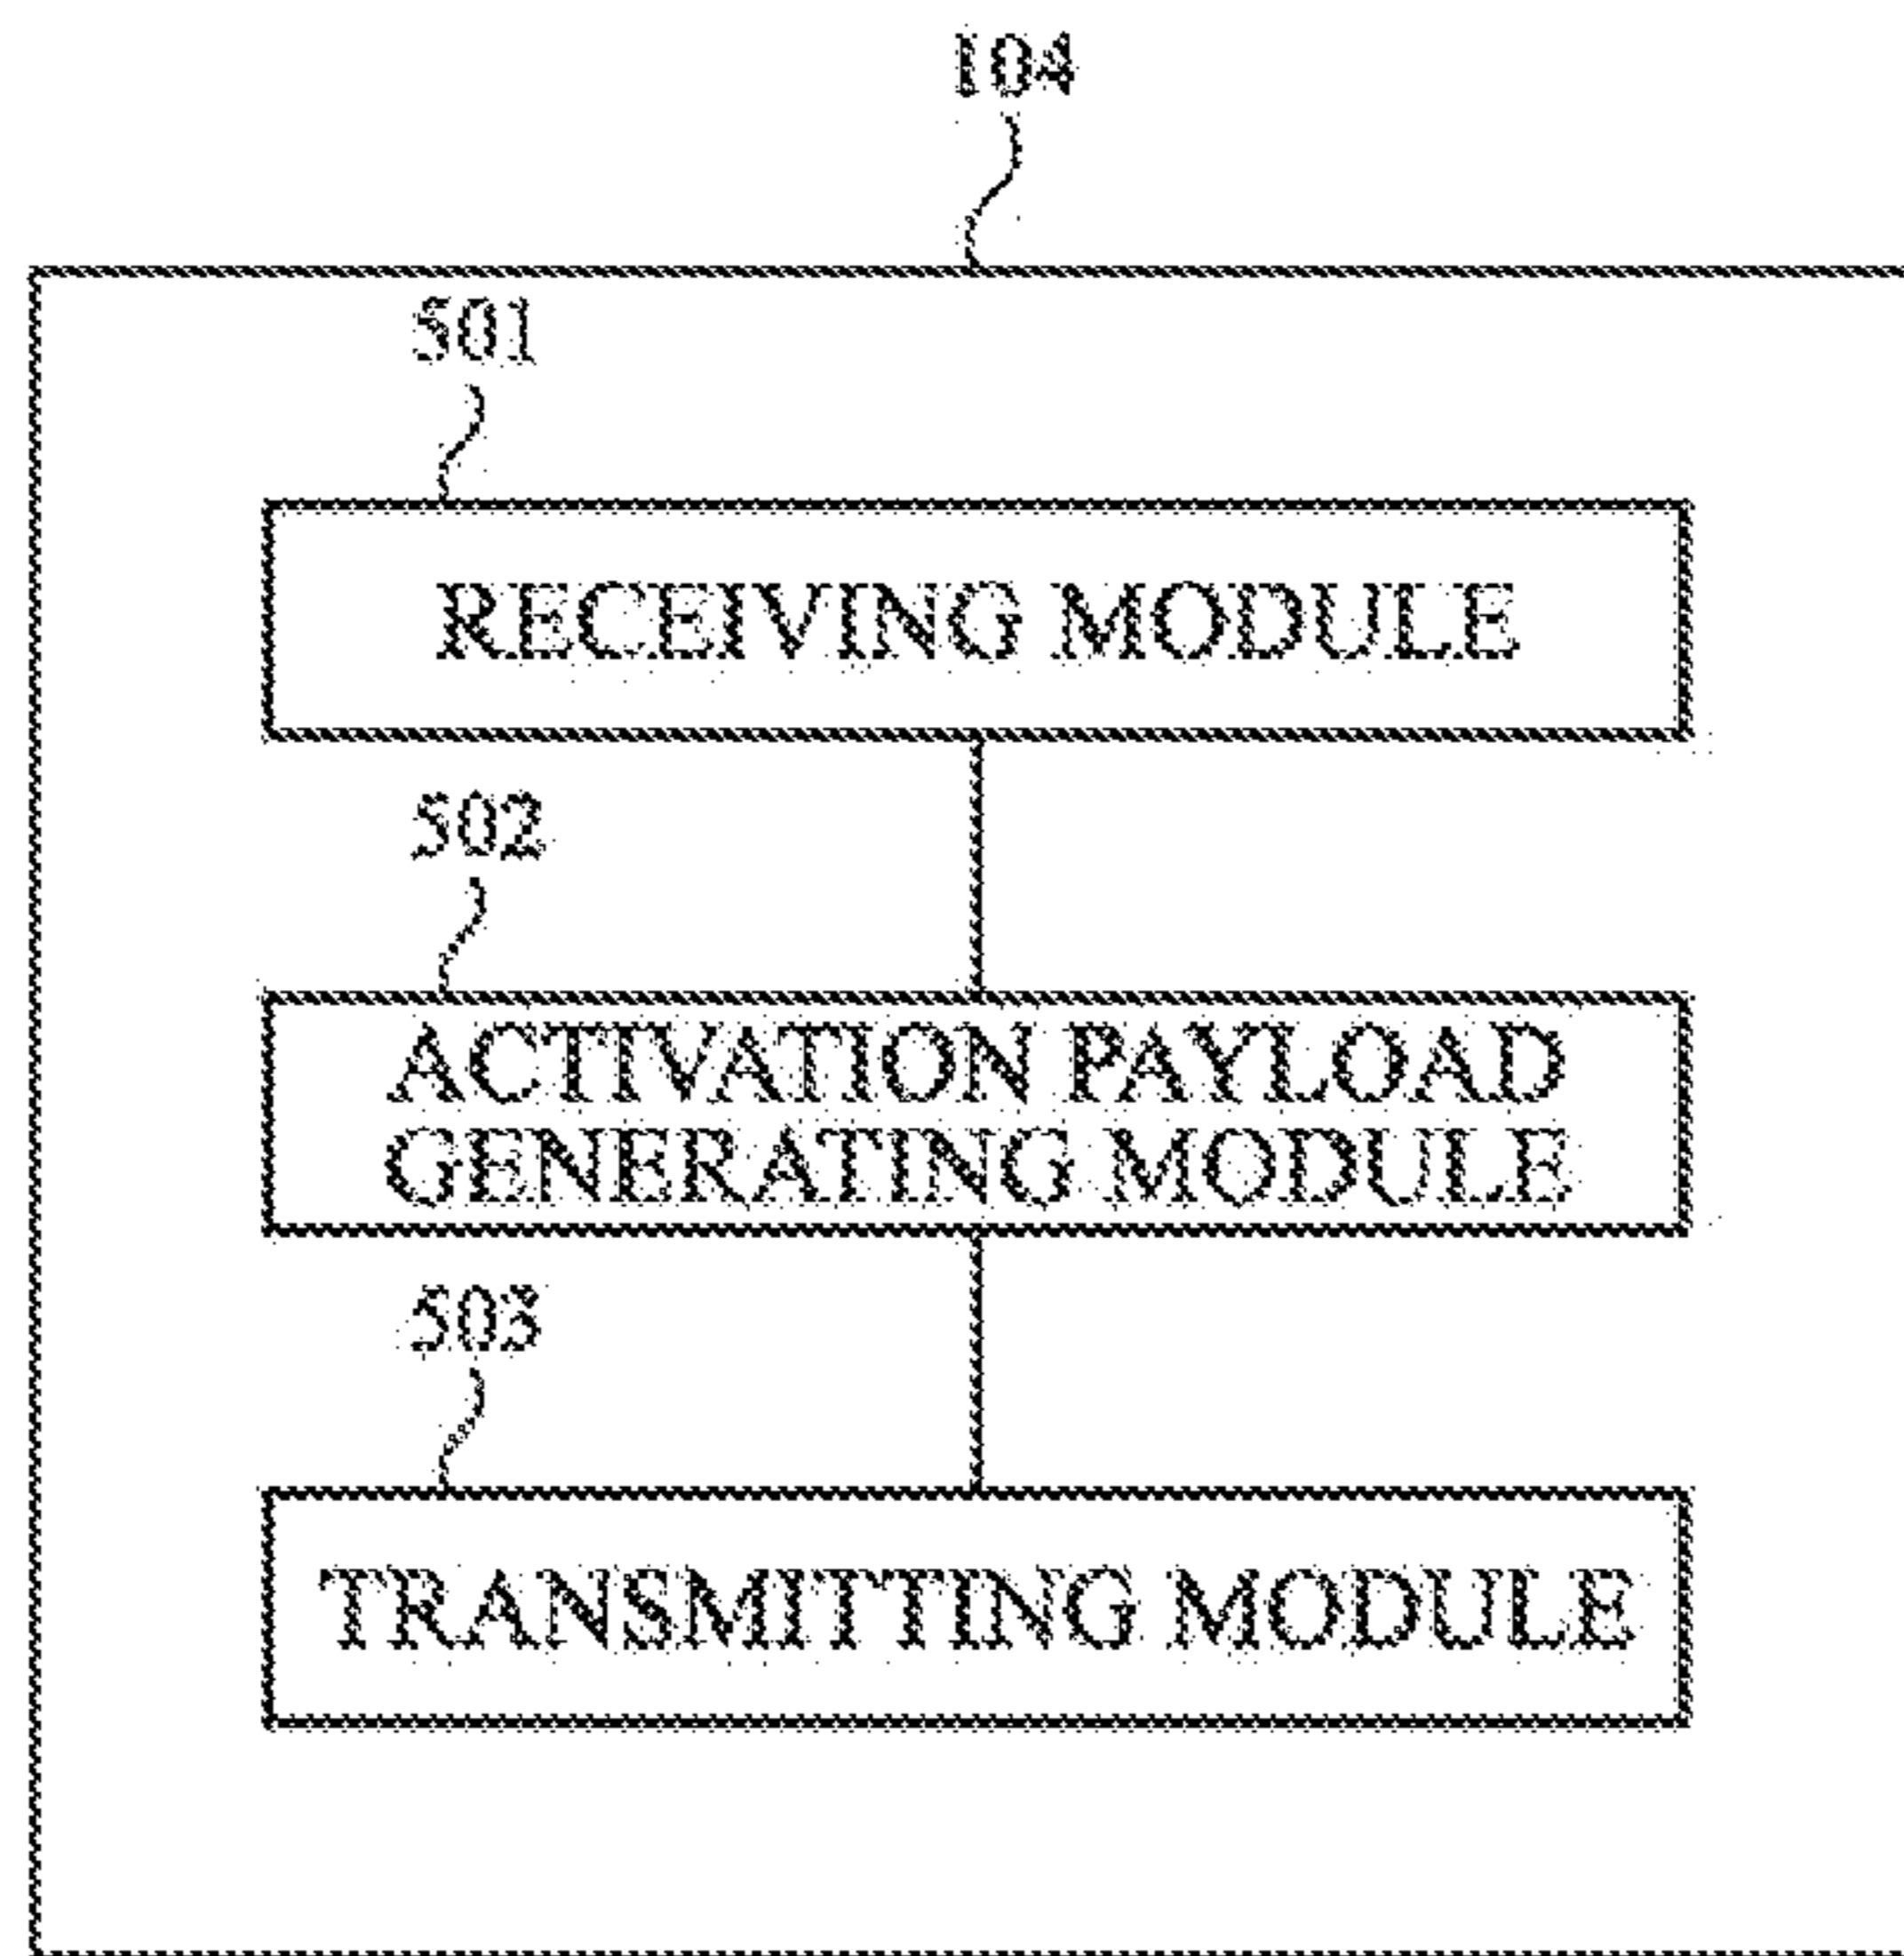 104
501
RECEIVING MODULE
502
ACTIVATION PAYLOAD
GENERATING MODULE
503
TRANSMITTING MODULE